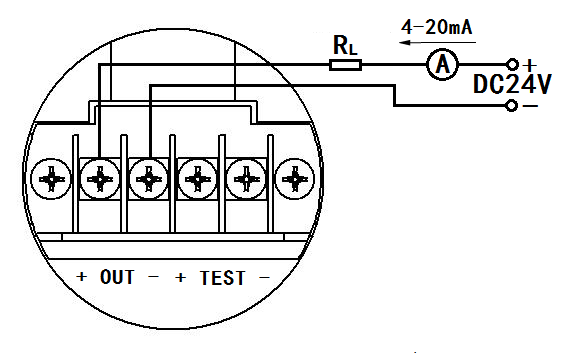 4-20mA
RL
A
+
DC24V
-
+ OUT - + TEST -